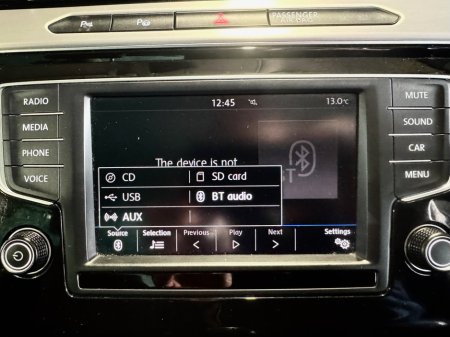 PASSENGER
AIR BAG
RADIO
MEDIA
PHONE
VOICE
12:45
13.0°C
The device is not
CD
SD card
USB
BT audio
AUX
Source
Selection
Previous
Play
Next
Settings
MUTE
SOUND
CAR
MENU